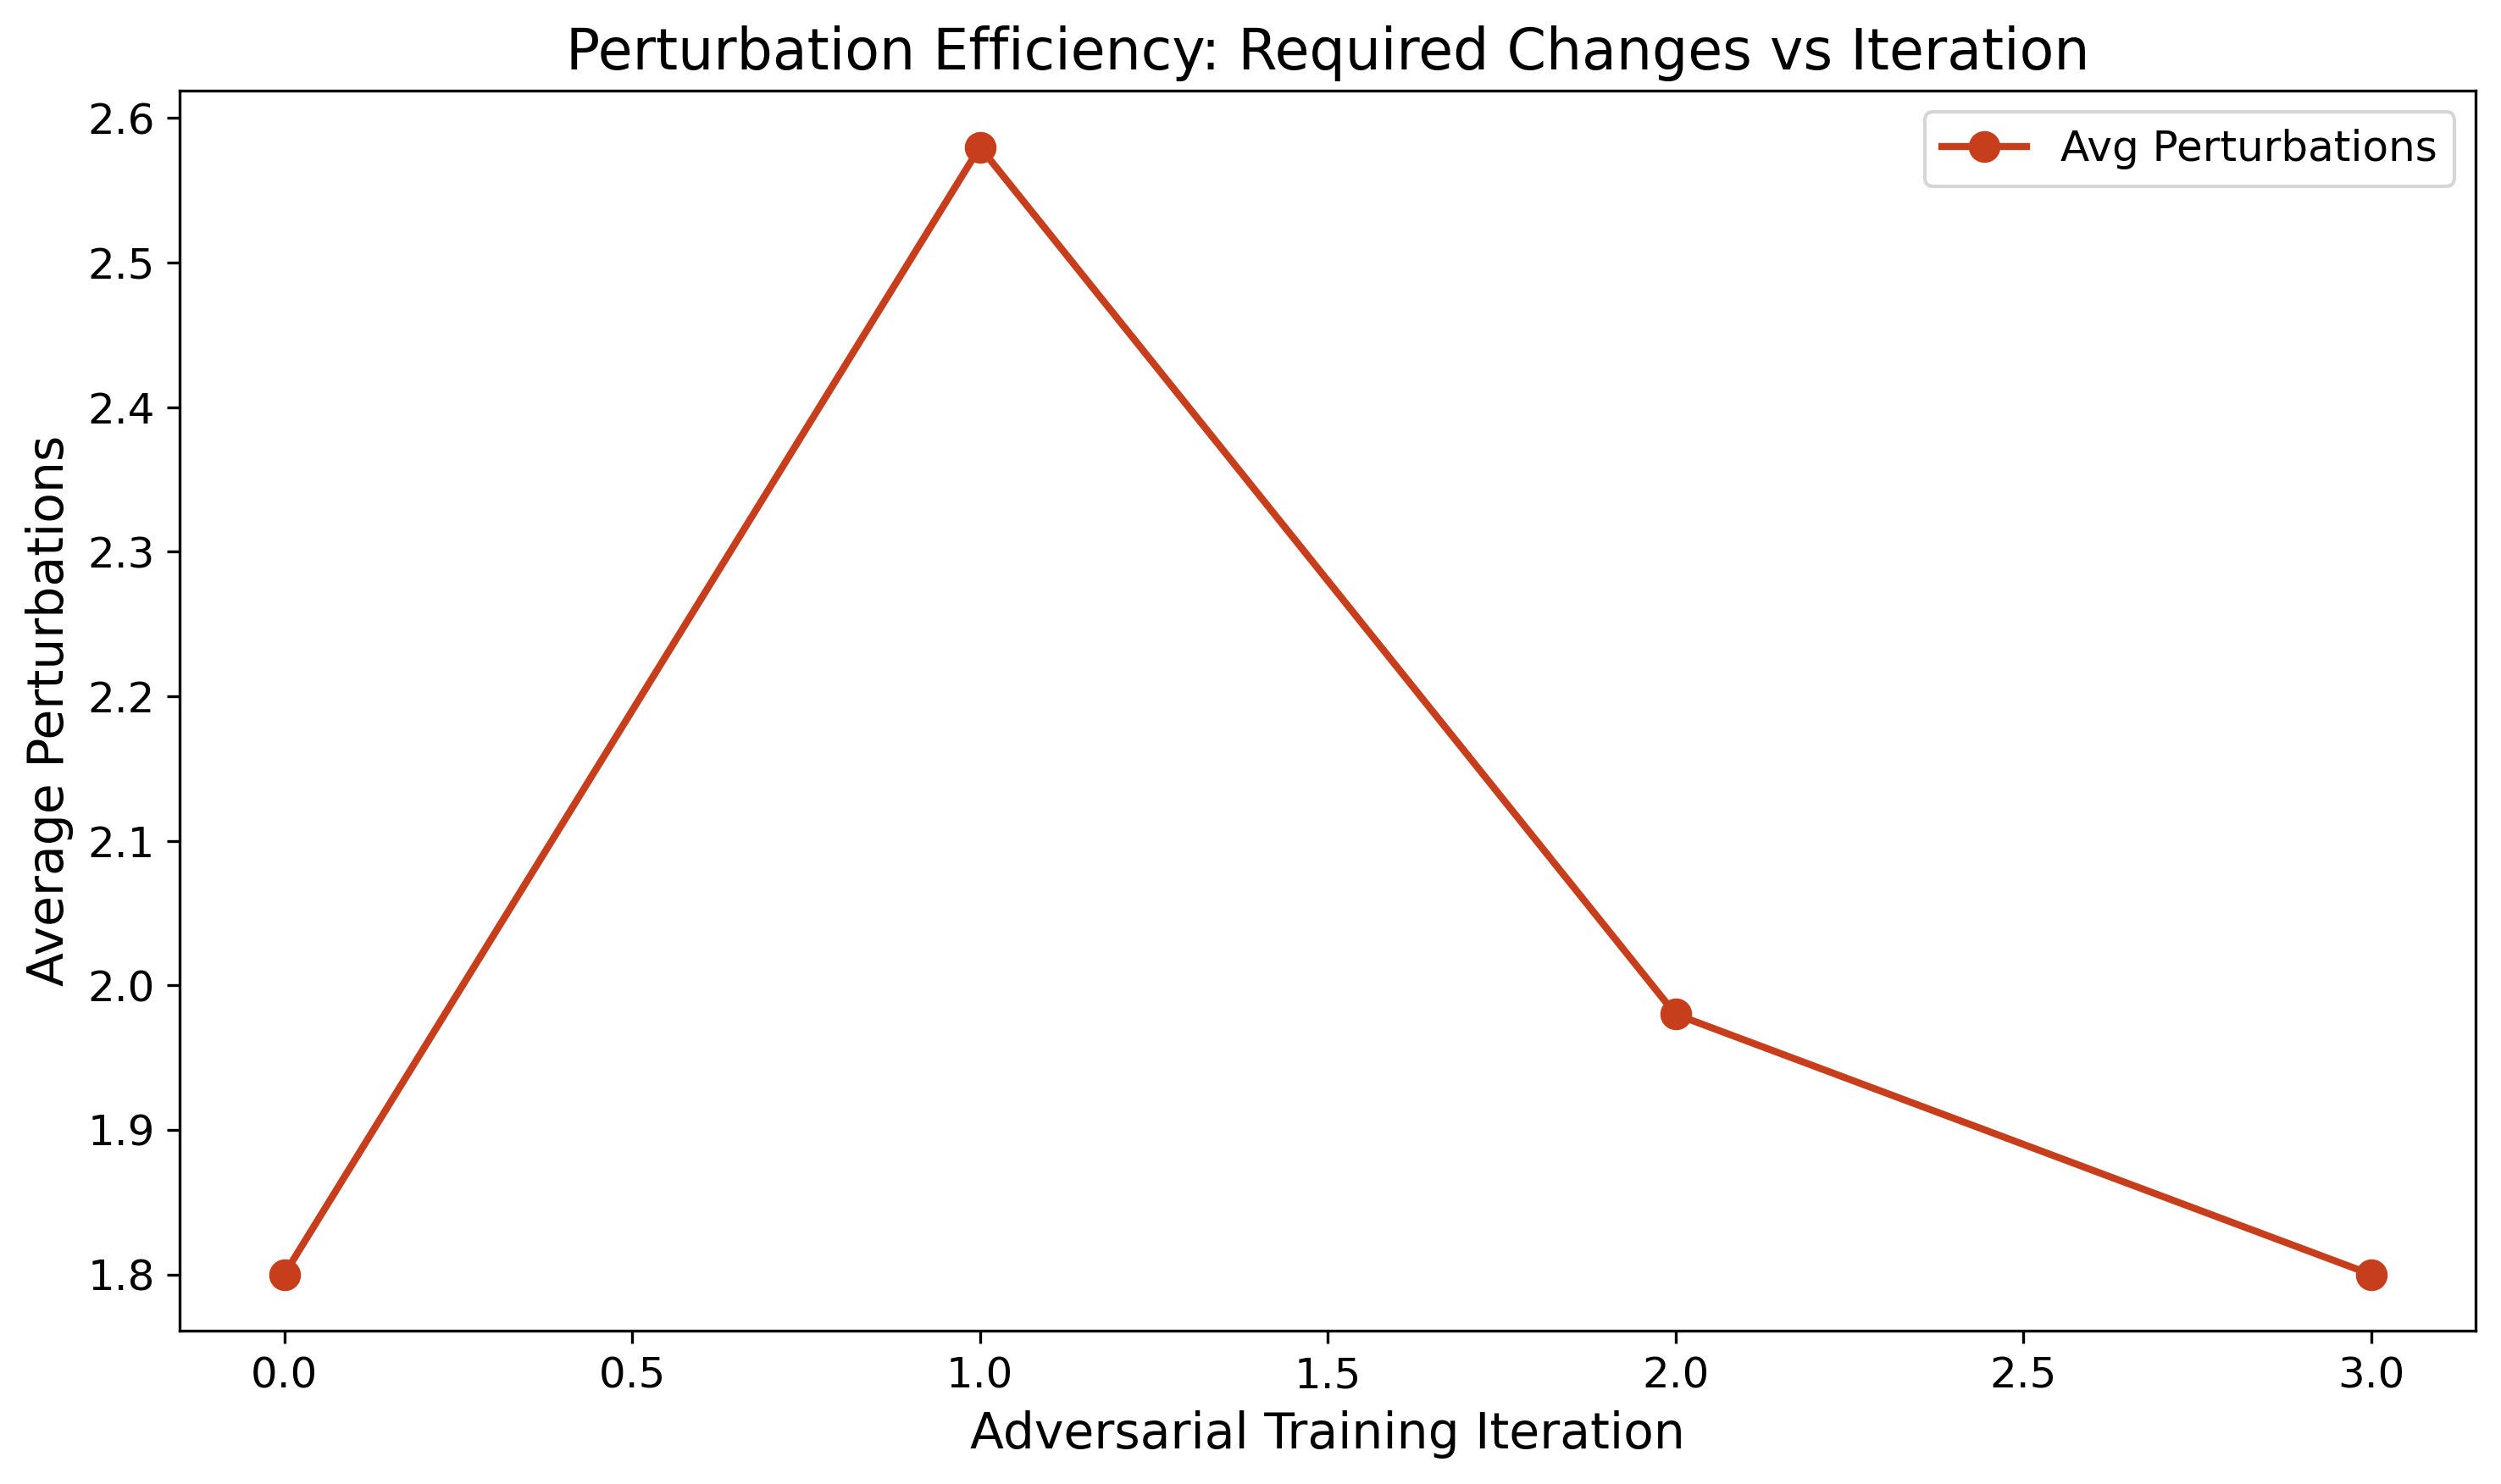 Perturbation Efficiency: Required Changes vs Iteration
Avg Perturbations
Average Perturbations
2.6
2.5
2.4
2.3
2.2
2.1
2.0
1.9
1.8
0.0 0.5 1.0 1.5 2.0 2.5 3.0
Adversarial Training Iteration